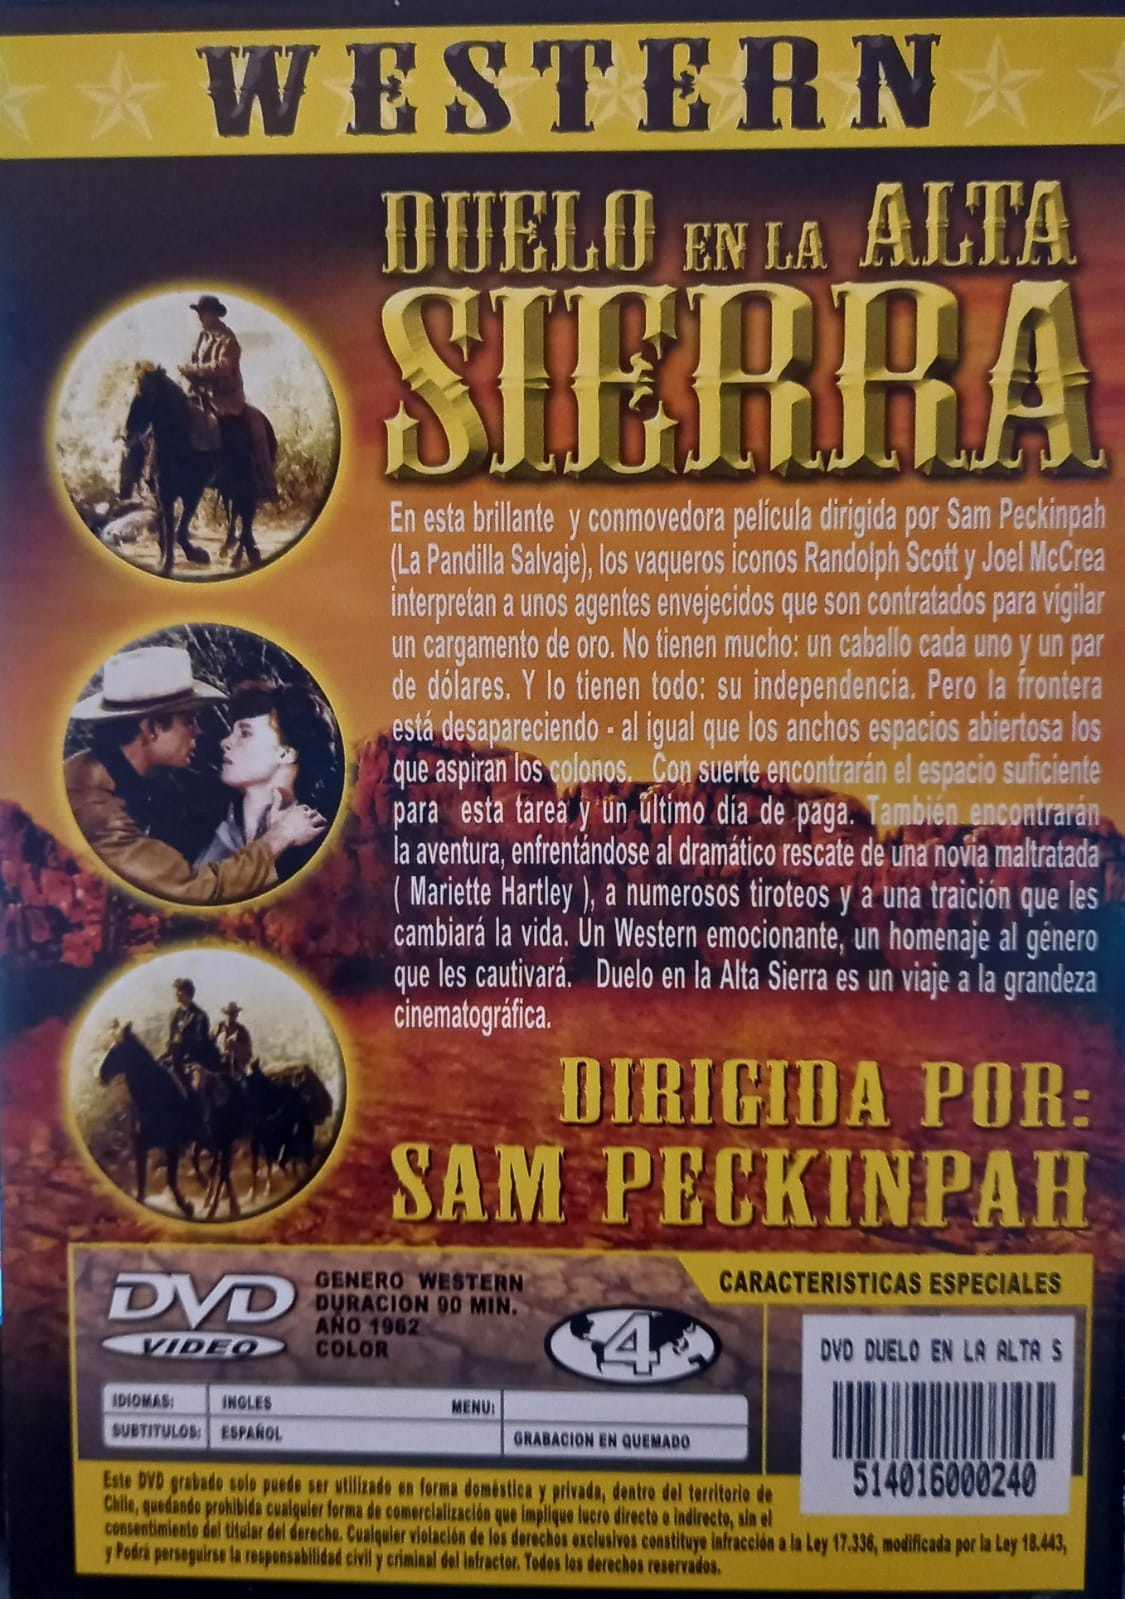 WESTERN
DUELO EN LA ALTA
SIERRA
En esta brillante y conmovedora película dirigida por Sam Peckinpah
(La Pandilla Salvaje), los vaqueros iconos Randolph Scott y Joel McCrea
interpretan a unos agentes envejecidos que son contratados para vigilar
un cargamento de oro. No tienen mucho: un caballo cada uno y un par
de dólares. Y lo tienen todo: su independencia. Pero la frontera
está desapareciendo - al igual que los anchos espacios abiertosa los
que aspiran los colonos. Con suerte encontrarán el espacio suficiente
para esta tarea y un último día de paga. También encontrarán
la aventura, enfrentándose al dramático rescate de una novia maltratada
( Mariette Hartley ), a numerosos tiroteos y a una traición que les
cambiará la vida. Un Western emocionante, un homenaje al género
que les cautivará. Duelo en la Alta Sierra es un viaje a la grandeza
cinematográfica.
DIRIGIDA POR:
SAM PECKINPAH
DVD
VIDEO
GENERO WESTERN
DURACION 90 MIN.
AÑO 1962
COLOR
4
CARACTERISTICAS ESPECIALES
DVD DUELO EN LA ALTA S
514016000240
IDIOMAS: INGLES MENU:
SUBTITULOS: ESPAÑOL GRABACION EN QUEMADO
Este DVD grabado solo puede ser utilizado en forma doméstica y privada, dentro del territorio de
Chile, quedando prohibida cualquier forma de comercialización que implique lucro directo e indirecto, sin el
consentimiento del titular del derecho. Cualquier violación de los derechos exclusivos constituye infracción a la Ley 17.336, modificada por la Ley 18.443,
y Podrá perseguirse la responsabilidad civil y criminal del infractor. Todos los derechos reservados.